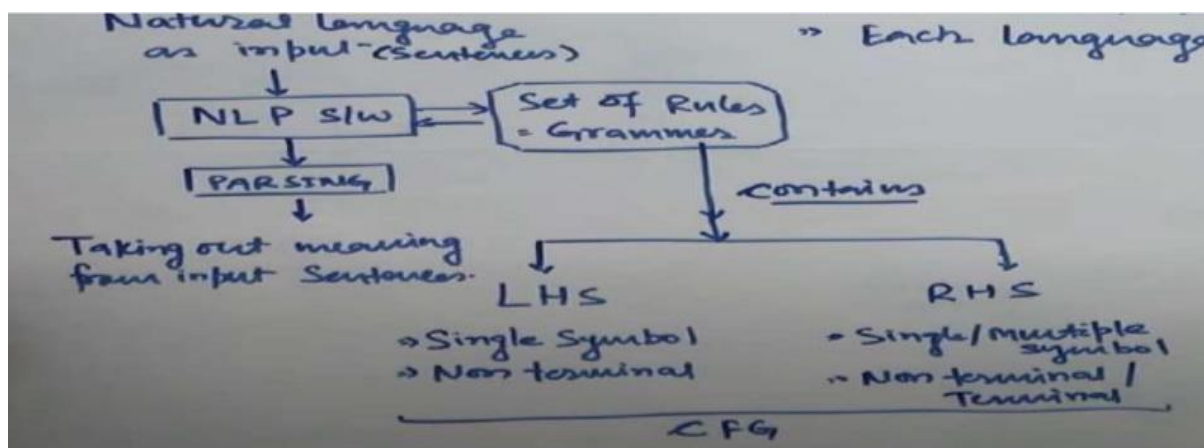 Natural language
as input - (Sentences)
» Each language
NLP S/W
Set of Rules
= Grammes
PARSING
contains
Taking out meaning
from input Sentences.
LHS
RHS
» Single Symbol
» Non terminal
- Single/Multiple
symbol
- Non terminal /
Terminal
CFG